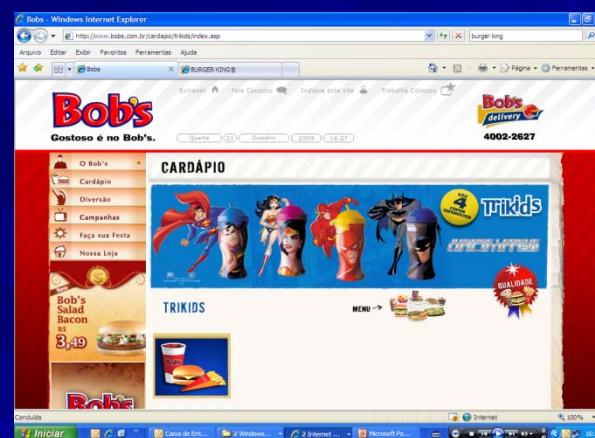 Bobs - Windows Internet Explorer
http://www.bobs.com.br/cardapio/trikids/index.asp
burger king
Arquivo Editar Exibir Favoritos Ferramentas Ajuda
Bobs
BURGER KING®
Página
Ferramentas
Extranet Fale Conosco Indique este site Trabalhe Conosco
Bob's
Gostoso é no Bob's.
Quarta 21 Outubro 2009 16:27
Bob's
delivery
4002-2627
O Bob's
Cardápio
Diversão
Campanhas
Faça sua Festa
Nossa Loja
CARDÁPIO
SÃO
4
Trikids
QUALIDADE
TRIKIDS
MENU
Novo
Bob's
Salad
Bacon
R$
3,49
Bob's
Bob's
Concluído
Internet
100%
Iniciar
Caixa de Ent...
2 Windows...
2 Internet ...
Microsoft Po...